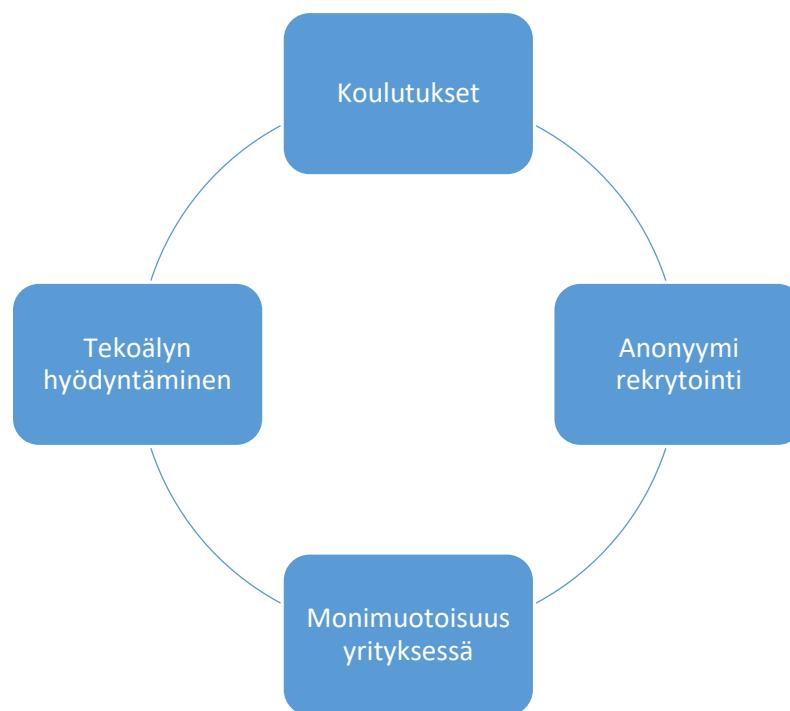 Koulutukset
Anonyymi
rekrytointi
Monimuotoisuus
yrityksessä
Tekoälyn
hyödyntäminen